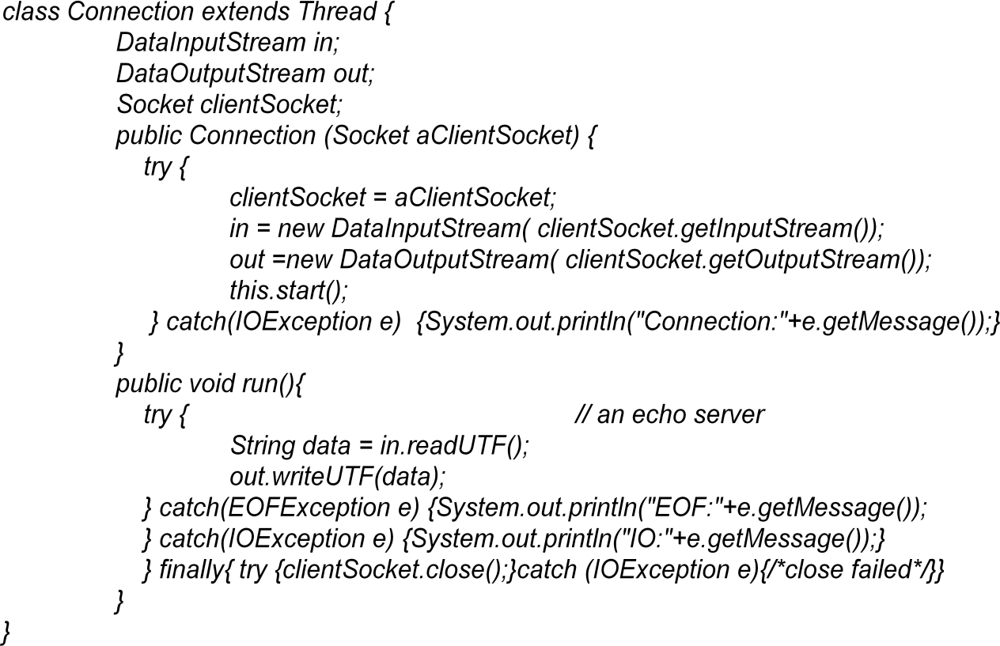 class Connection extends Thread {
DataInputStream in;
DataOutputStream out;
Socket clientSocket;
public Connection (Socket aClientSocket) {
try {
clientSocket = aClientSocket;
in = new DataInputStream( clientSocket.getInputStream());
out =new DataOutputStream( clientSocket.getOutputStream());
this.start();
} catch(IOException e)  {System.out.println("Connection:"+e.getMessage());}
}
public void run(){
try { // an echo server
String data = in.readUTF();
out.writeUTF(data);
} catch(EOFException e) {System.out.println("EOF:"+e.getMessage());
} catch(IOException e) {System.out.println("IO:"+e.getMessage());}
} finally{ try {clientSocket.close();}catch (IOException e){/*close failed*/}}
}
}